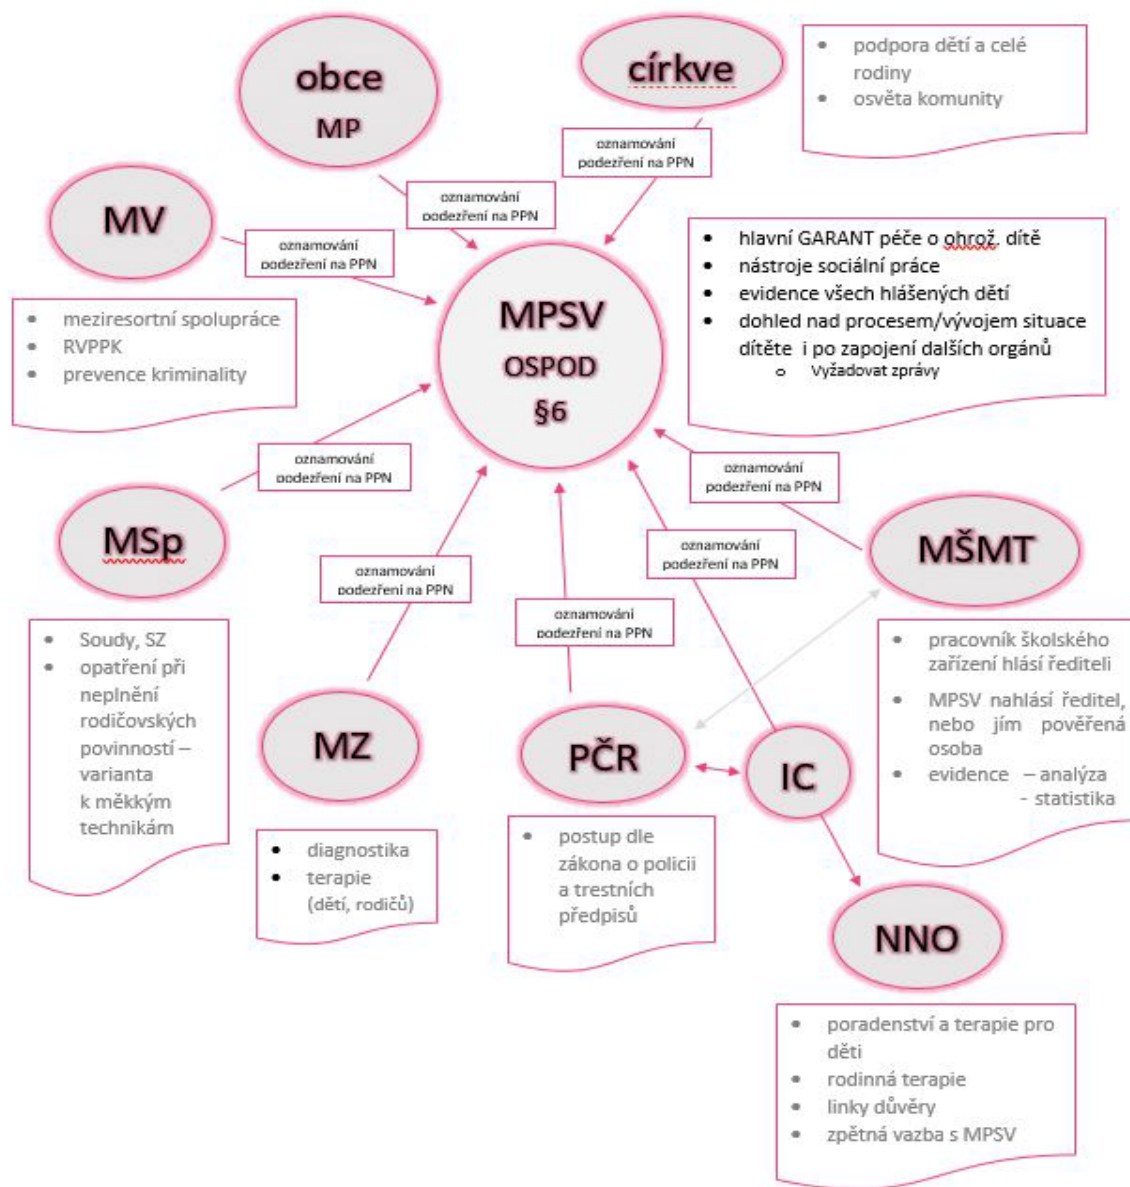 obce
MP
církve
• podpora dětí a celé
rodiny
• osvěta komunity
oznamování
podezření na PPN
oznamování
podezření na PPN
MV
oznamování
podezření na PPN
• meziresortní spolupráce
• RVPPK
• prevence kriminality
MPSV
OSPOD
§6
• hlavní GARANT péče o ohrož. dítě
• nástroje sociální práce
• evidence všech hlášených dětí
• dohled nad procesem/vývojem situace
dítěte i po zapojení dalších orgánů
o Vyžadovat zprávy
oznamování
podezření na PPN
oznamování
podezření na PPN
MSp
oznamování
podezření na PPN
oznamování
podezření na PPN
MŠMT
oznamování
podezření na PPN
• Soudy, SZ
• opatření při
neplnění
rodičovských
povinností –
varianta
k měkkým
technikám
• pracovník školského
zařízení hlásí řediteli
• MPSV nahlásí ředitel,
nebo jím pověřená
osoba
• evidence – analýza
- statistika
MZ
PČR
IC
• diagnostika
• terapie
(dětí, rodičů)
• postup dle
zákona o policii
a trestních
předpisů
NNO
• poradenství a terapie pro
děti
• rodinná terapie
• linky důvěry
• zpětná vazba s MPSV